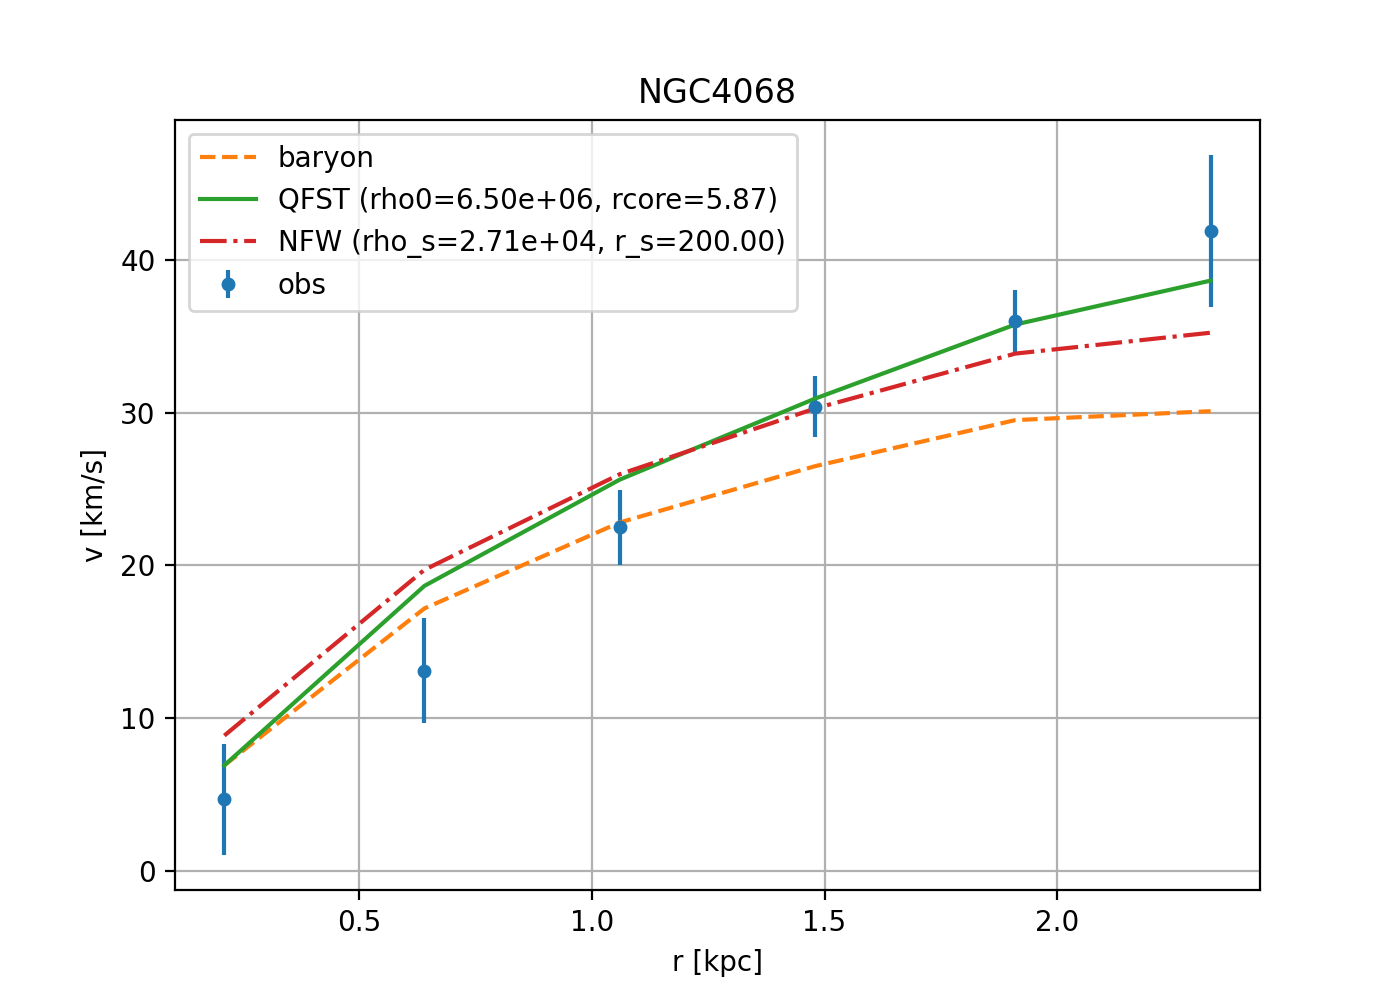 NGC4068
baryon
QFST (rho0=6.50e+06, rcore=5.87)
NFW (rho_s=2.71e+04, r_s=200.00)
obs
40
30
20
10
0
v [km/s]
0.5 1.0 1.5 2.0
r [kpc]